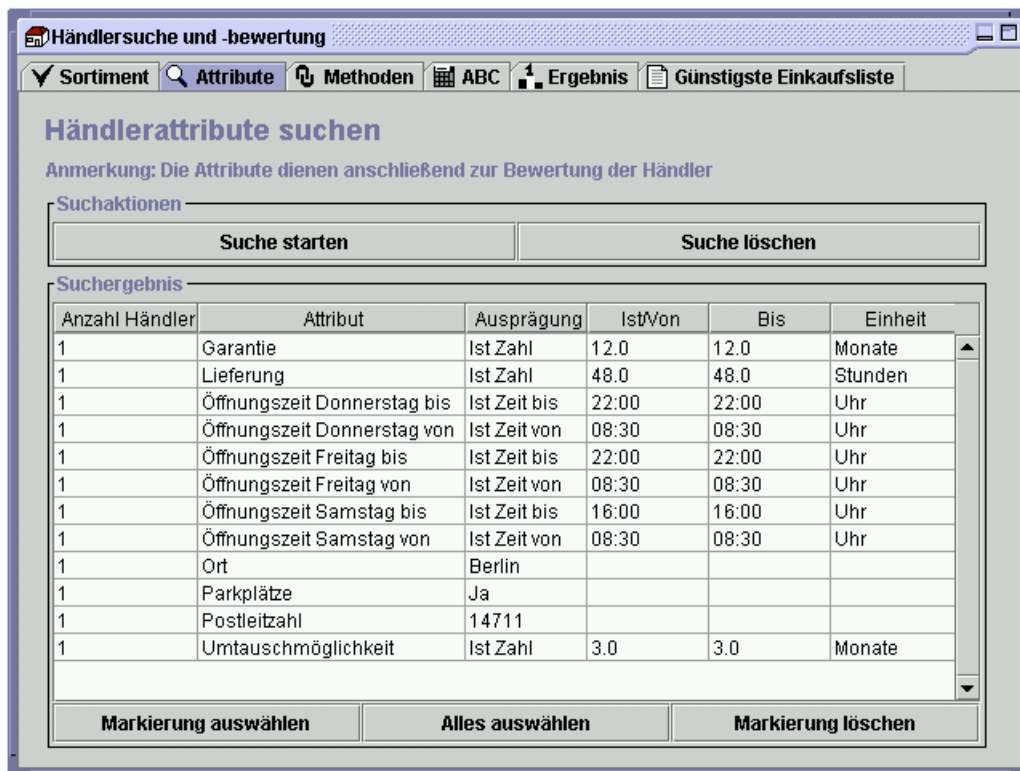 Händlersuche und -bewertung
Sortiment Attribute Methoden ABC 1 Ergebnis Günstigste Einkaufsliste
Händlerattribute suchen
Anmerkung: Die Attribute dienen anschließend zur Bewertung der Händler
Suchaktionen
Suche starten Suche löschen
Suchergebnis
Anzahl Händler Attribut Ausprägung Ist/Von Bis Einheit
1 Garantie Ist Zahl 12.0 12.0 Monate
1 Lieferung Ist Zahl 48.0 48.0 Stunden
1 Öffnungszeit Donnerstag bis Ist Zeit bis 22:00 22:00 Uhr
1 Öffnungszeit Donnerstag von Ist Zeit von 08:30 08:30 Uhr
1 Öffnungszeit Freitag bis Ist Zeit bis 22:00 22:00 Uhr
1 Öffnungszeit Freitag von Ist Zeit von 08:30 08:30 Uhr
1 Öffnungszeit Samstag bis Ist Zeit bis 16:00 16:00 Uhr
1 Öffnungszeit Samstag von Ist Zeit von 08:30 08:30 Uhr
1 Ort Berlin
1 Parkplätze Ja
1 Postleitzahl 14711
1 Umtauschmöglichkeit Ist Zahl 3.0 3.0 Monate
Markierung auswählen Alles auswählen Markierung löschen